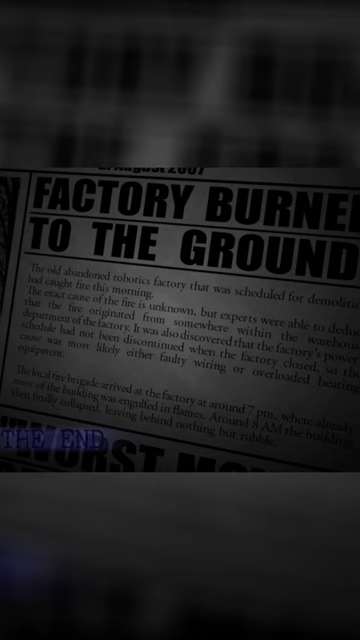 August 2007
FACTORY BURNE
TO THE GROUND
The old abandoned robotics factory that was scheduled for demoliti
had caught fire this morning.
The exact cause of the fire is unknown, but experts were able to dedu
that the fire originated from somewhere within the warehou
department of the factory. It was also discovered that the factory's power
schedule had not been discontinued when the factory closed, so the
cause was most likely either faulty wiring or overloaded heating
equipment.
The local fire brigade arrived at the factory at around 7 pm, where already
most of the building was engulfed in flames. Around 8 AM the building
then finally collapsed, leaving behind nothing but rubble.
THE END
"WORST MO